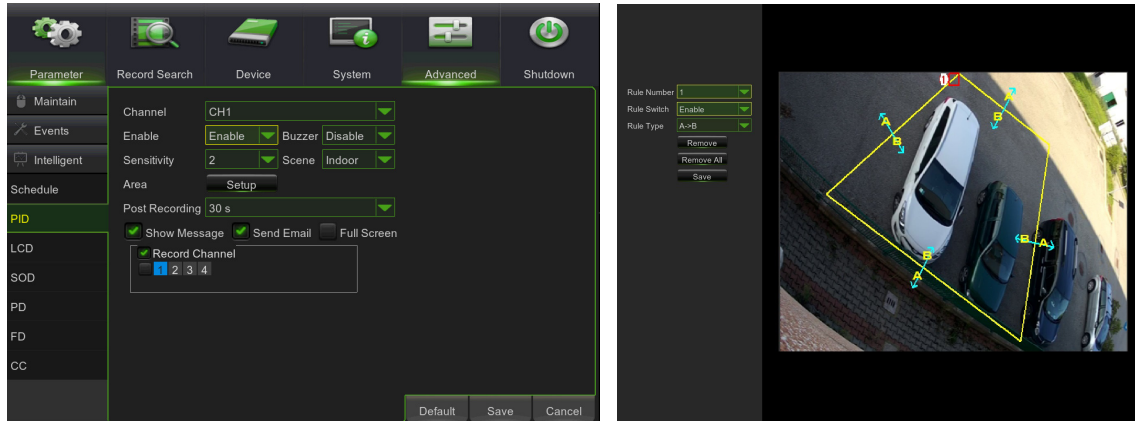 Parameter Record Search Device System Advanced Shutdown
Maintain
Events
Intelligent
Schedule
PID
LCD
SOD
PD
FD
CC
Channel CH1
Enable Enable Buzzer Disable
Sensitivity 2 Scene Indoor
Area Setup
Post Recording 30 s
Show Message Send Email Full Screen
Record Channel
1 2 3 4
Default Save Cancel
Rule Number 1
Rule Switch Enable
Rule Type A->B
Remove
Remove All
Save
1
A
B
A
B
B
A
B
A